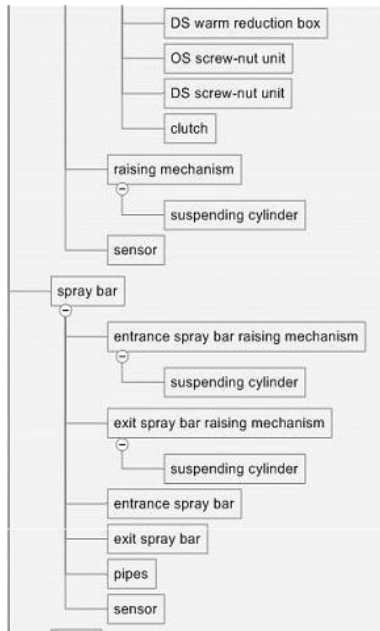 DS warm reduction box
OS screw-nut unit
DS screw-nut unit
clutch
raising mechanism
suspending cylinder
sensor
spray bar
entrance spray bar raising mechanism
suspending cylinder
exit spray bar raising mechanism
suspending cylinder
entrance spray bar
exit spray bar
pipes
sensor